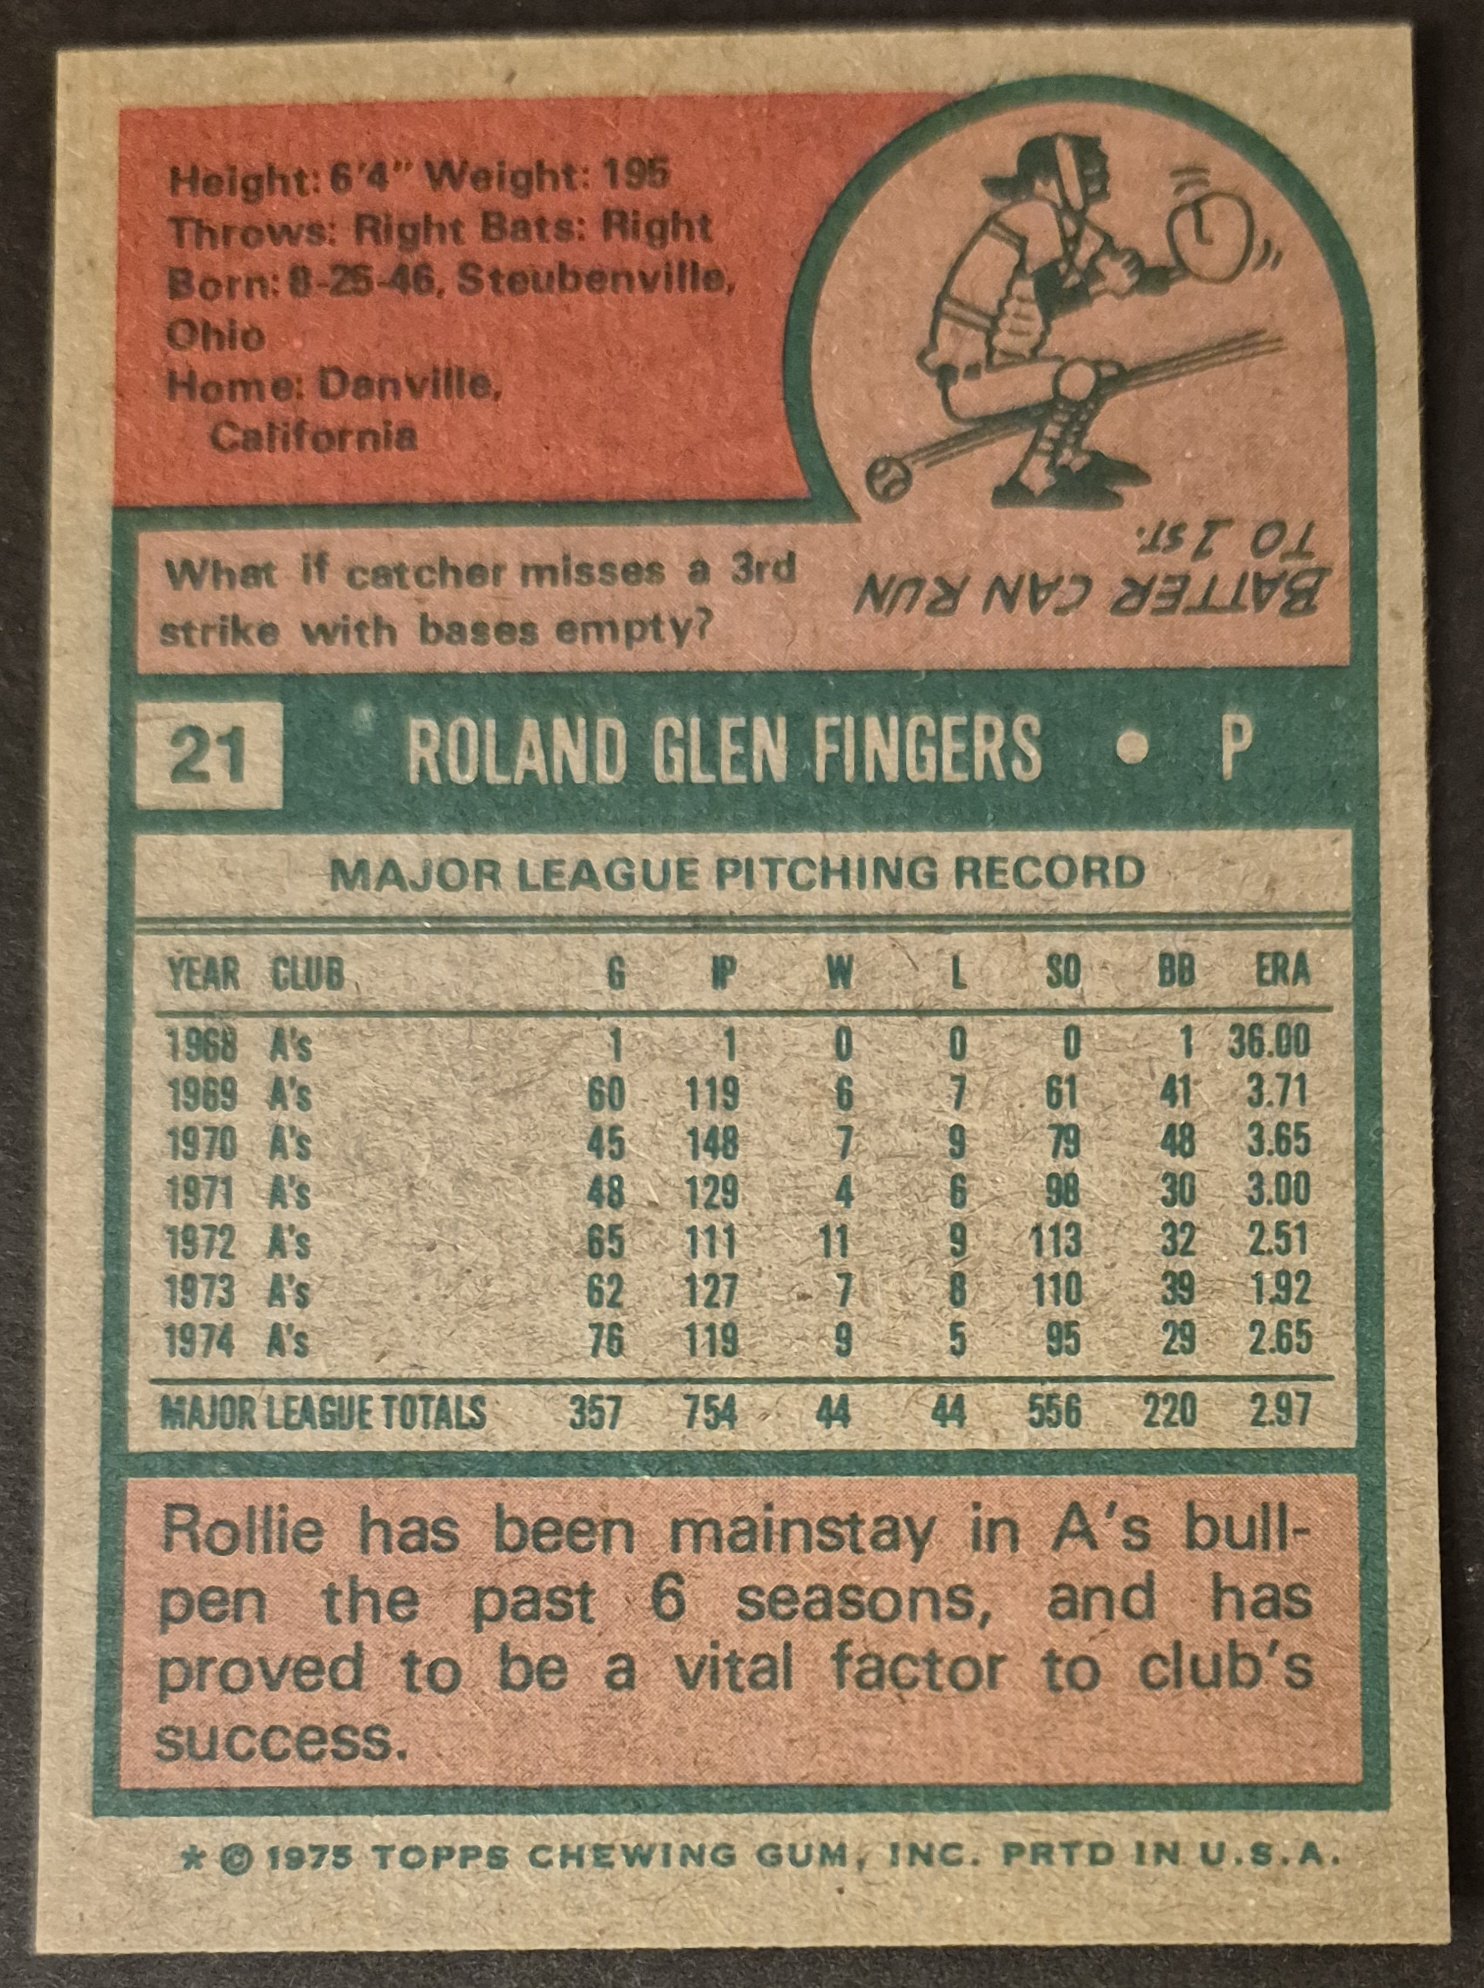 Height: 6'4" Weight: 195
Throws: Right Bats: Right
Born: 8-25-46, Steubenville,
Ohio
Home: Danville,
California
L
What if catcher misses a 3rd
strike with bases empty?
BATTER CAN RUN
TO 1ST.
21 ROLAND GLEN FINGERS • P
MAJOR LEAGUE PITCHING RECORD
YEAR CLUB G IP W L SO BB ERA
1968 A's 1 1 0 0 0 1 36.00
1969 A's 60 119 6 7 61 41 3.71
1970 A's 45 148 7 9 79 48 3.65
1971 A's 48 129 4 6 98 30 3.00
1972 A's 65 111 11 9 113 32 2.51
1973 A's 62 127 7 8 110 39 1.92
1974 A's 76 119 9 5 95 29 2.65
MAJOR LEAGUE TOTALS 357 754 44 44 556 220 2.97
Rollie has been mainstay in A's bull-
pen the past 6 seasons, and has
proved to be a vital factor to club's
success.
* © 1975 TOPPS CHEWING GUM, INC. PRTD IN U.S.A.